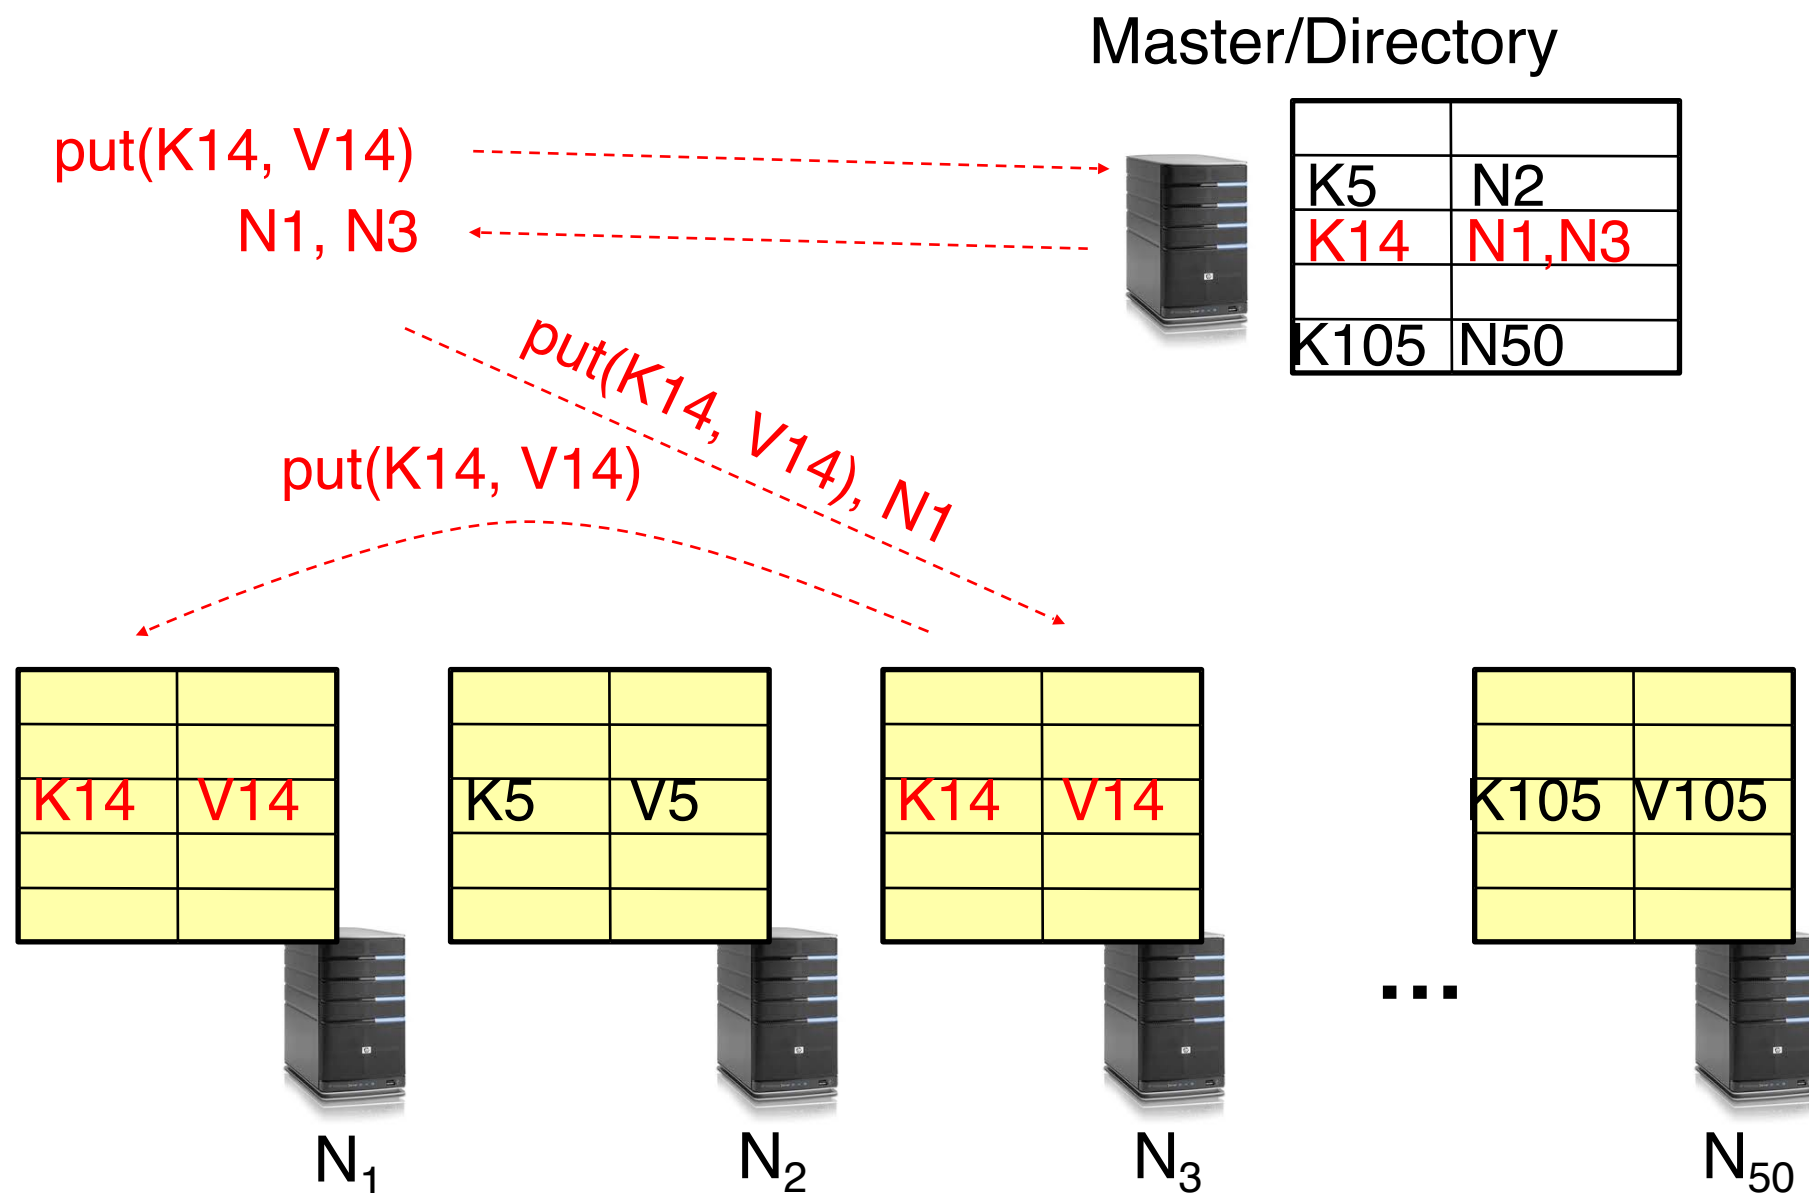 Master/Directory
put(K14, V14)
N1, N3
K5 N2
K14 N1,N3
K105 N50
put(K14, V14), N1
put(K14, V14)
K14 V14
K5 V5
K14 V14
K105 V105
...
N1
N2
N3
N50